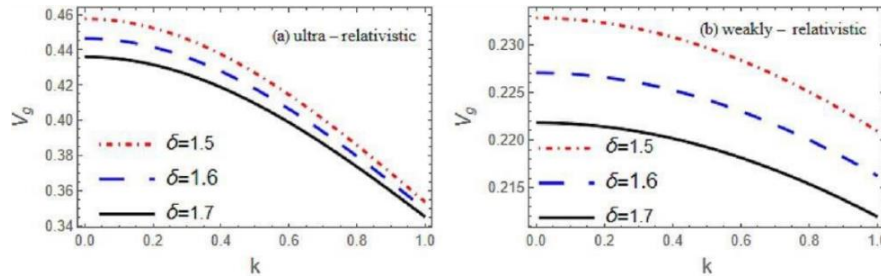 (a) ultra – relativistic
0.46
0.44
0.42
0.40
0.38
0.36
0.34
V_g
δ=1.5
δ=1.6
δ=1.7
0.0 0.2 0.4 0.6 0.8 1.0
k
(b) weakly – relativistic
0.230
0.225
0.220
0.215
V_g
δ=1.5
δ=1.6
δ=1.7
0.0 0.2 0.4 0.6 0.8 1.0
k